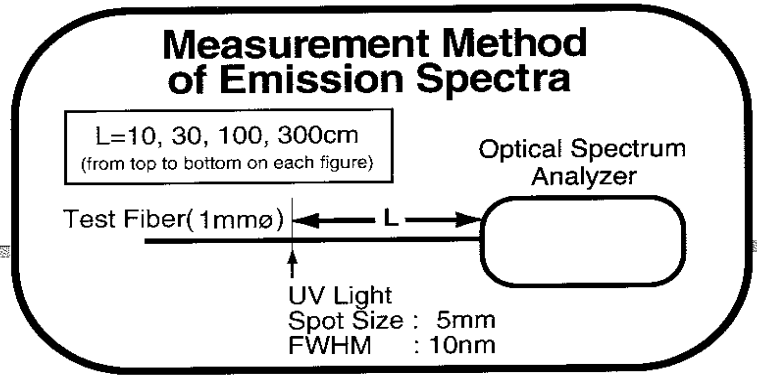 Measurement Method
of Emission Spectra
L=10, 30, 100, 300cm
(from top to bottom on each figure)
Optical Spectrum
Analyzer
Test Fiber(1mmø)
L
UV Light
Spot Size : 5mm
FWHM : 10nm